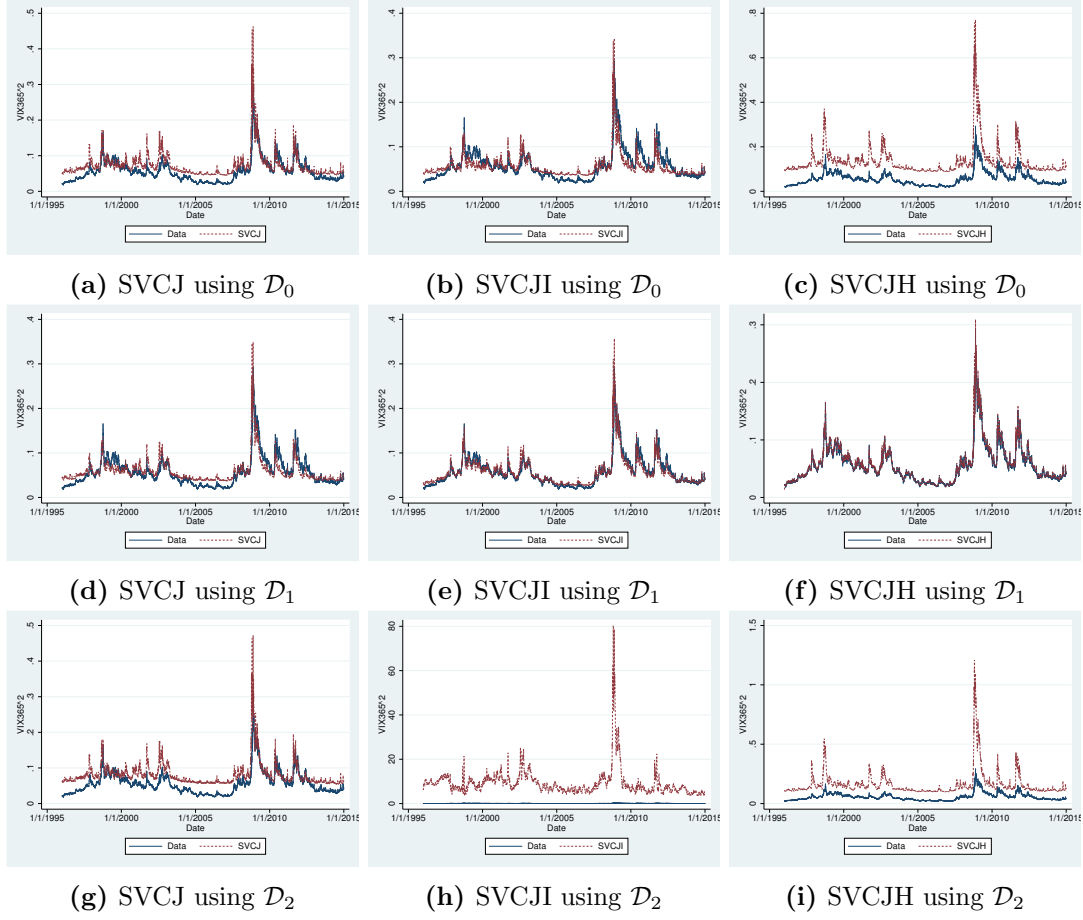 VIX365^2
0 .1 .2 .3 .4 .5
1/1/1995 1/1/2000 1/1/2005 1/1/2010 1/1/2015
Date
Data SVCJ
(a) SVCJ using 𝒟₀
VIX365^2
0 .1 .2 .3 .4
1/1/1995 1/1/2000 1/1/2005 1/1/2010 1/1/2015
Date
Data SVCJI
(b) SVCJI using 𝒟₀
VIX365^2
0 .2 .4 .6 .8
1/1/1995 1/1/2000 1/1/2005 1/1/2010 1/1/2015
Date
Data SVCJH
(c) SVCJH using 𝒟₀
VIX365^2
0 .1 .2 .3 .4
1/1/1995 1/1/2000 1/1/2005 1/1/2010 1/1/2015
Date
Data SVCJ
(d) SVCJ using 𝒟₁
VIX365^2
0 .1 .2 .3 .4
1/1/1995 1/1/2000 1/1/2005 1/1/2010 1/1/2015
Date
Data SVCJI
(e) SVCJI using 𝒟₁
VIX365^2
0 .1 .2 .3
1/1/1995 1/1/2000 1/1/2005 1/1/2010 1/1/2015
Date
Data SVCJH
(f) SVCJH using 𝒟₁
VIX365^2
0 .1 .2 .3 .4 .5
1/1/1995 1/1/2000 1/1/2005 1/1/2010 1/1/2015
Date
Data SVCJ
(g) SVCJ using 𝒟₂
VIX365^2
0 20 40 60 80
1/1/1995 1/1/2000 1/1/2005 1/1/2010 1/1/2015
Date
Data SVCJI
(h) SVCJI using 𝒟₂
VIX365^2
0 .5 1 1.5
1/1/1995 1/1/2000 1/1/2005 1/1/2010 1/1/2015
Date
Data SVCJH
(i) SVCJH using 𝒟₂